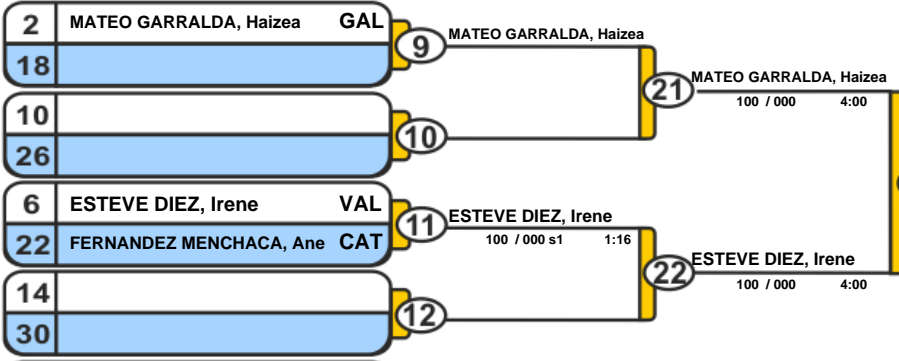 2 MATEO GARRALDA, Haizea GAL
18
9 MATEO GARRALDA, Haizea
10
26
10
21 MATEO GARRALDA, Haizea
100 / 000 4:00
6 ESTEVE DIEZ, Irene VAL
22 FERNANDEZ MENCHACA, Ane CAT
11 ESTEVE DIEZ, Irene
100 / 000 s1 1:16
14
30
12
22 ESTEVE DIEZ, Irene
100 / 000 4:00